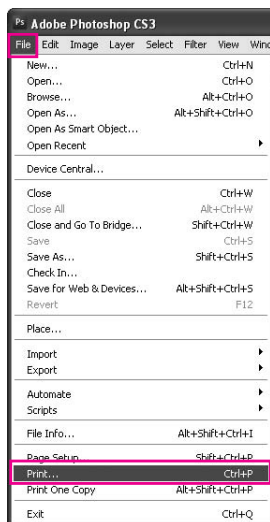 Ps Adobe Photoshop CS3
File Edit Image Layer Select Filter View
New... Ctrl+N
Open... Ctrl+O
Browse... Alt+Ctrl+O
Open As... Alt+Shift+Ctrl+O
Open As Smart Object...
Open Recent
Device Central...
Close Ctrl+W
Close All Alt+Ctrl+W
Close and Go To Bridge... Shift+Ctrl+W
Save Ctrl+S
Save As... Shift+Ctrl+S
Check In...
Save for Web & Devices... Alt+Shift+Ctrl+S
Revert F12
Place...
Import
Export
Automate
Scripts
File Info... Alt+Shift+Ctrl+I
Page Setup... Shift+Ctrl+P
Print... Ctrl+P
Print One Copy Alt+Shift+Ctrl+P
Exit Ctrl+Q